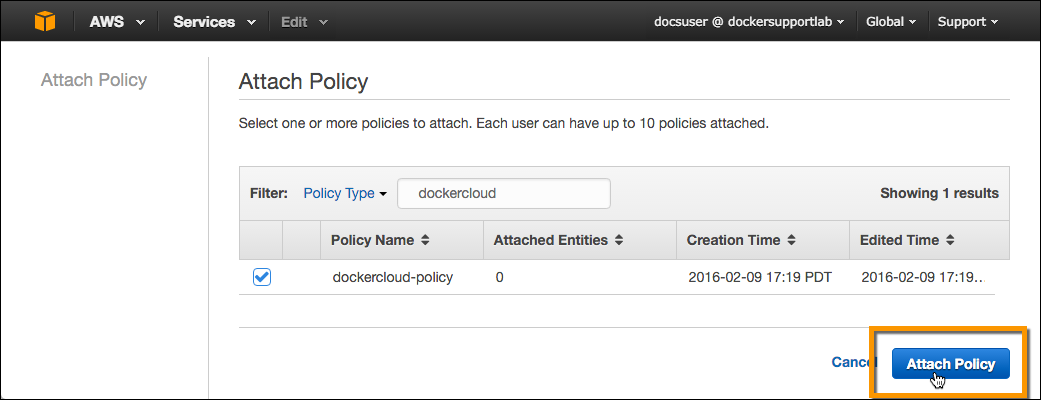 AWS Services Edit docsuser @ dockersupportlab Global Support
Attach Policy
Attach Policy
Select one or more policies to attach. Each user can have up to 10 policies attached.
Filter: Policy Type dockercloud Showing 1 results
Policy Name Attached Entities Creation Time Edited Time
dockercloud-policy 0 2016-02-09 17:19 PDT 2016-02-09 17:19…
Cancel Attach Policy